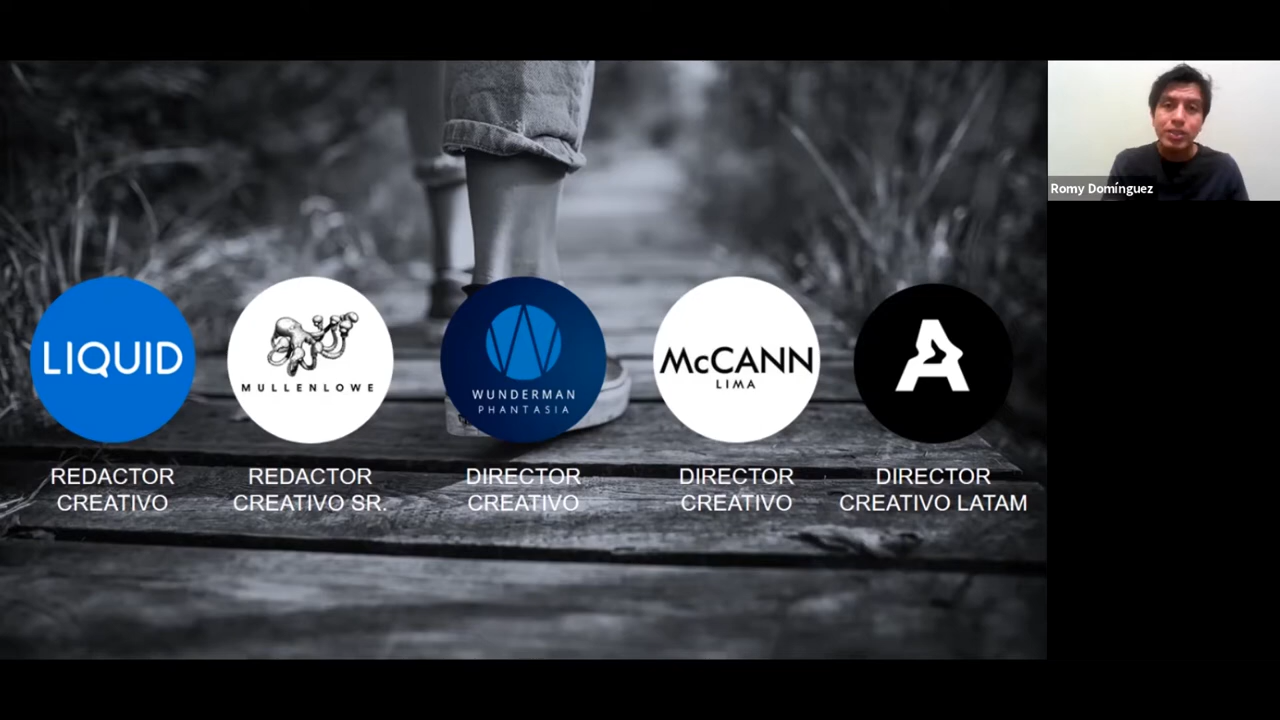 LIQUID
MULLENLOWE
WUNDERMAN
PHANTASIA
McCANN
LIMA
A
REDACTOR
CREATIVO
REDACTOR
CREATIVO SR.
DIRECTOR
CREATIVO
DIRECTOR
CREATIVO
DIRECTOR
CREATIVO LATAM
Romy Domínguez